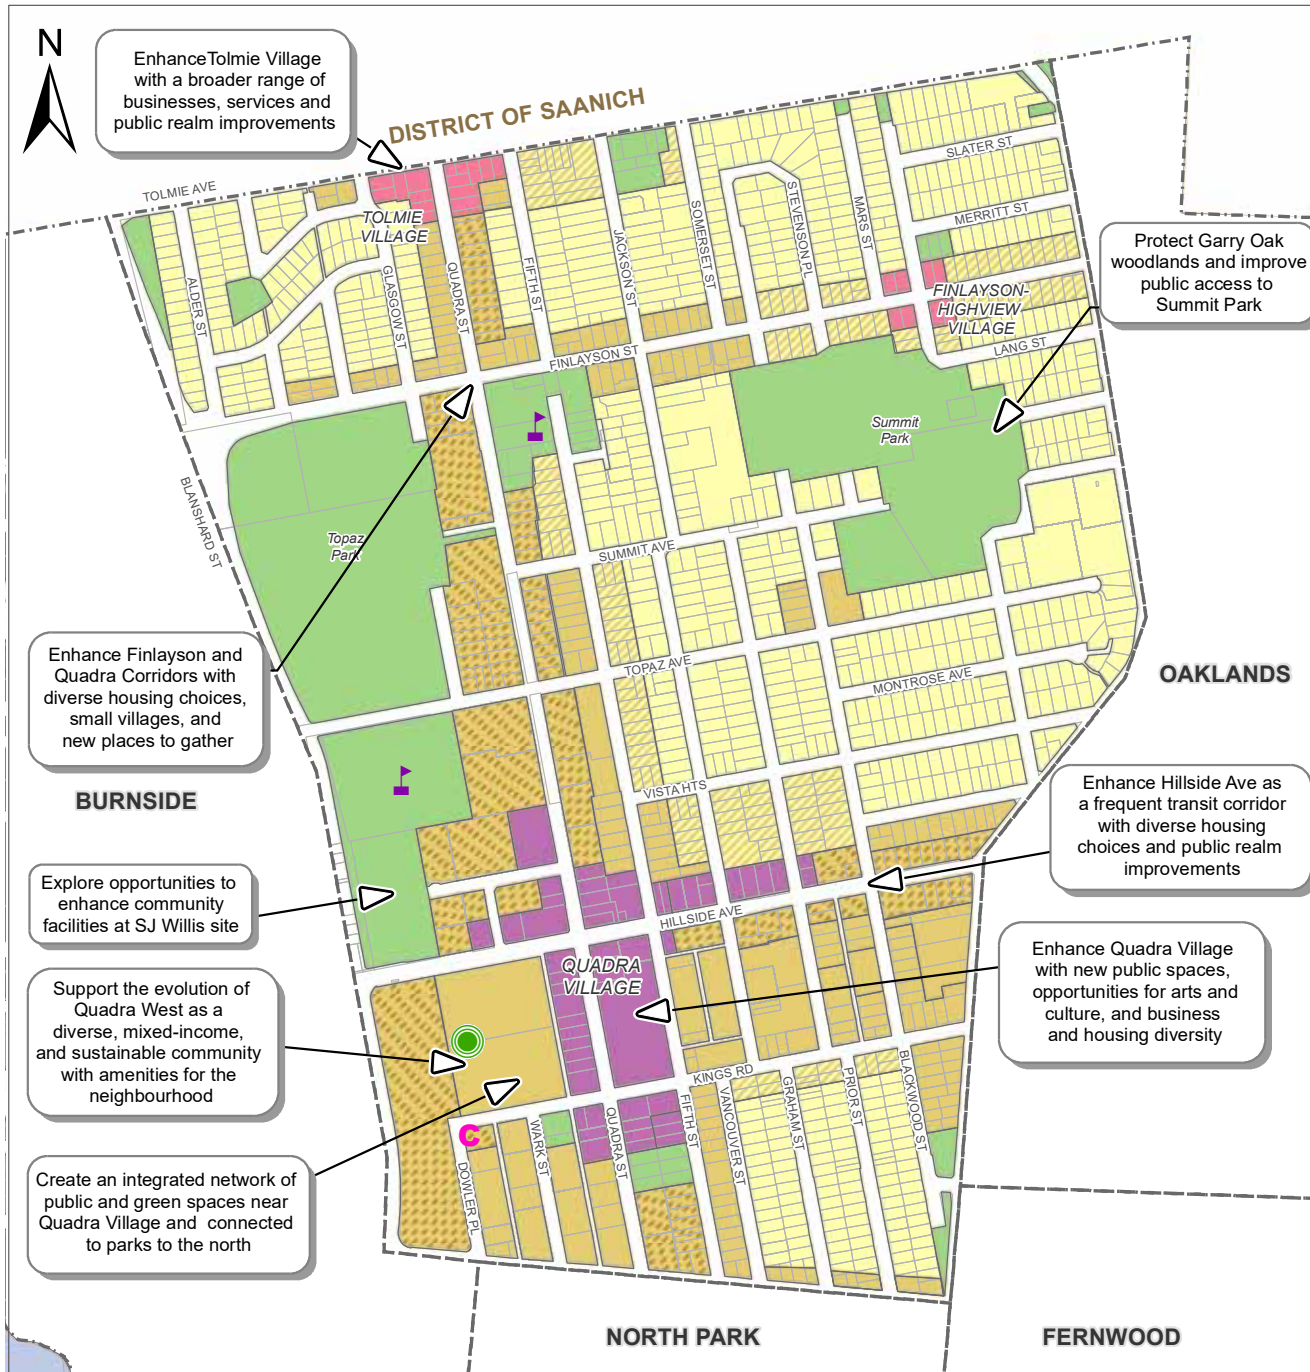 N
EnhanceTolmie Village
with a broader range of
businesses, services and
public realm improvements
DISTRICT OF SAANICH
TOLMIE AVE
TOLMIE
VILLAGE
ALDER ST
GLASGOW ST
QUADRA ST
FIFTH ST
JACKSON ST
SOMERSET ST
STEVENSON PL
MARS ST
SLATER ST
MERRITT ST
FINLAYSON-
HIGHVIEW
VILLAGE
LANG ST
FINLAYSON ST
Protect Garry Oak
woodlands and improve
public access to
Summit Park
Summit
Park
BLANSHARD ST
Topaz
Park
SUMMIT AVE
TOPAZ AVE
MONTROSE AVE
OAKLANDS
Enhance Finlayson and
Quadra Corridors with
diverse housing choices,
small villages, and
new places to gather
BURNSIDE
VISTA HTS
Enhance Hillside Ave as
a frequent transit corridor
with diverse housing
choices and public realm
improvements
Explore opportunities to
enhance community
facilities at SJ Willis site
HILLSIDE AVE
QUADRA
VILLAGE
Enhance Quadra Village
with new public spaces,
opportunities for arts and
culture, and business
and housing diversity
Support the evolution of
Quadra West as a
diverse, mixed-income,
and sustainable community
with amenities for the
neighbourhood
KINGS RD
C
DOWLER PL
WARK ST
QUADRA ST
FIFTH ST
VANCOUVER ST
GRAHAM ST
PRIOR ST
BLACKWOOD ST
Create an integrated network of
public and green spaces near
Quadra Village and connected
to parks to the north
NORTH PARK
FERNWOOD